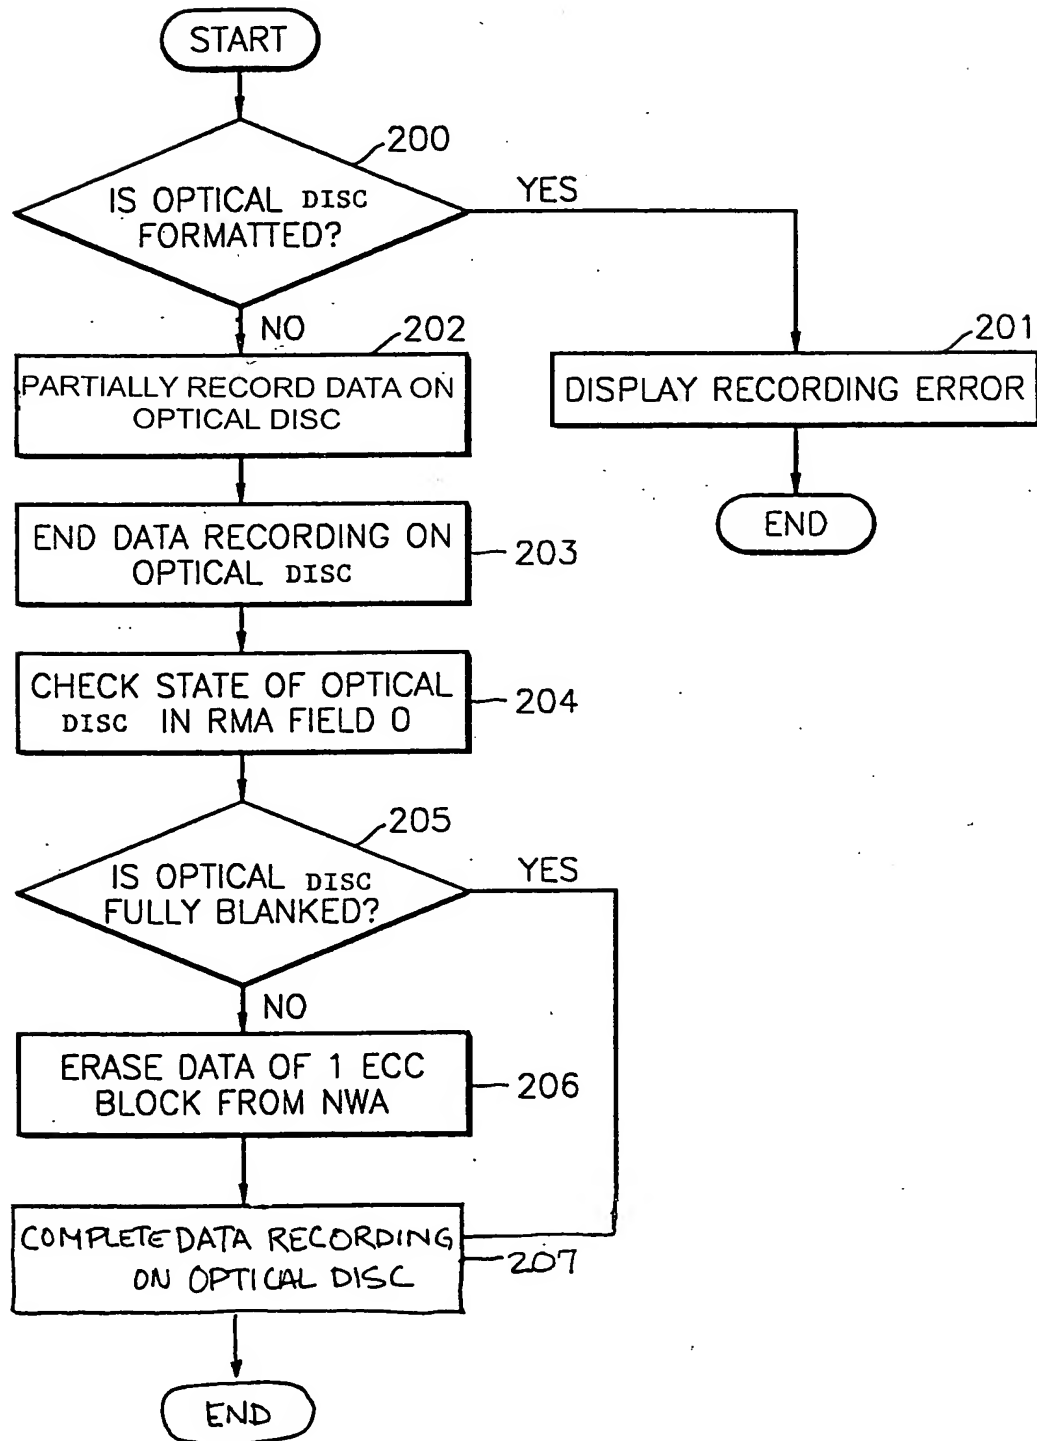 START
200
IS OPTICAL DISC
FORMATTED?
YES
NO
202
PARTIALLY RECORD DATA ON
OPTICAL DISC
201
DISPLAY RECORDING ERROR
END
END DATA RECORDING ON
OPTICAL DISC
203
CHECK STATE OF OPTICAL
DISC IN RMA FIELD 0
204
205
IS OPTICAL DISC
FULLY BLANKED?
YES
NO
ERASE DATA OF 1 ECC
BLOCK FROM NWA
206
COMPLETE DATA RECORDING
ON OPTICAL DISC
207
END